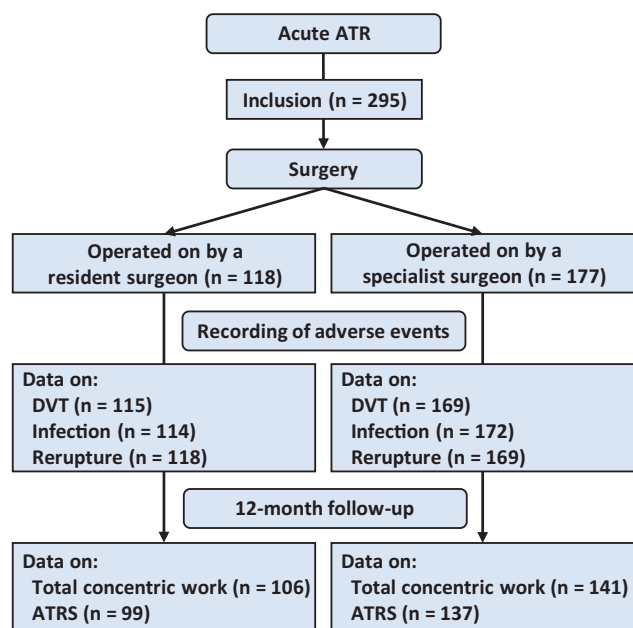 Acute ATR
Inclusion (n = 295)
Surgery
Operated on by a
resident surgeon (n = 118)
Operated on by a
specialist surgeon (n = 177)
Recording of adverse events
Data on:
DVT (n = 115)
Infection (n = 114)
Rerupture (n = 118)
Data on:
DVT (n = 169)
Infection (n = 172)
Rerupture (n = 169)
12-month follow-up
Data on:
Total concentric work (n = 106)
ATRS (n = 99)
Data on:
Total concentric work (n = 141)
ATRS (n = 137)